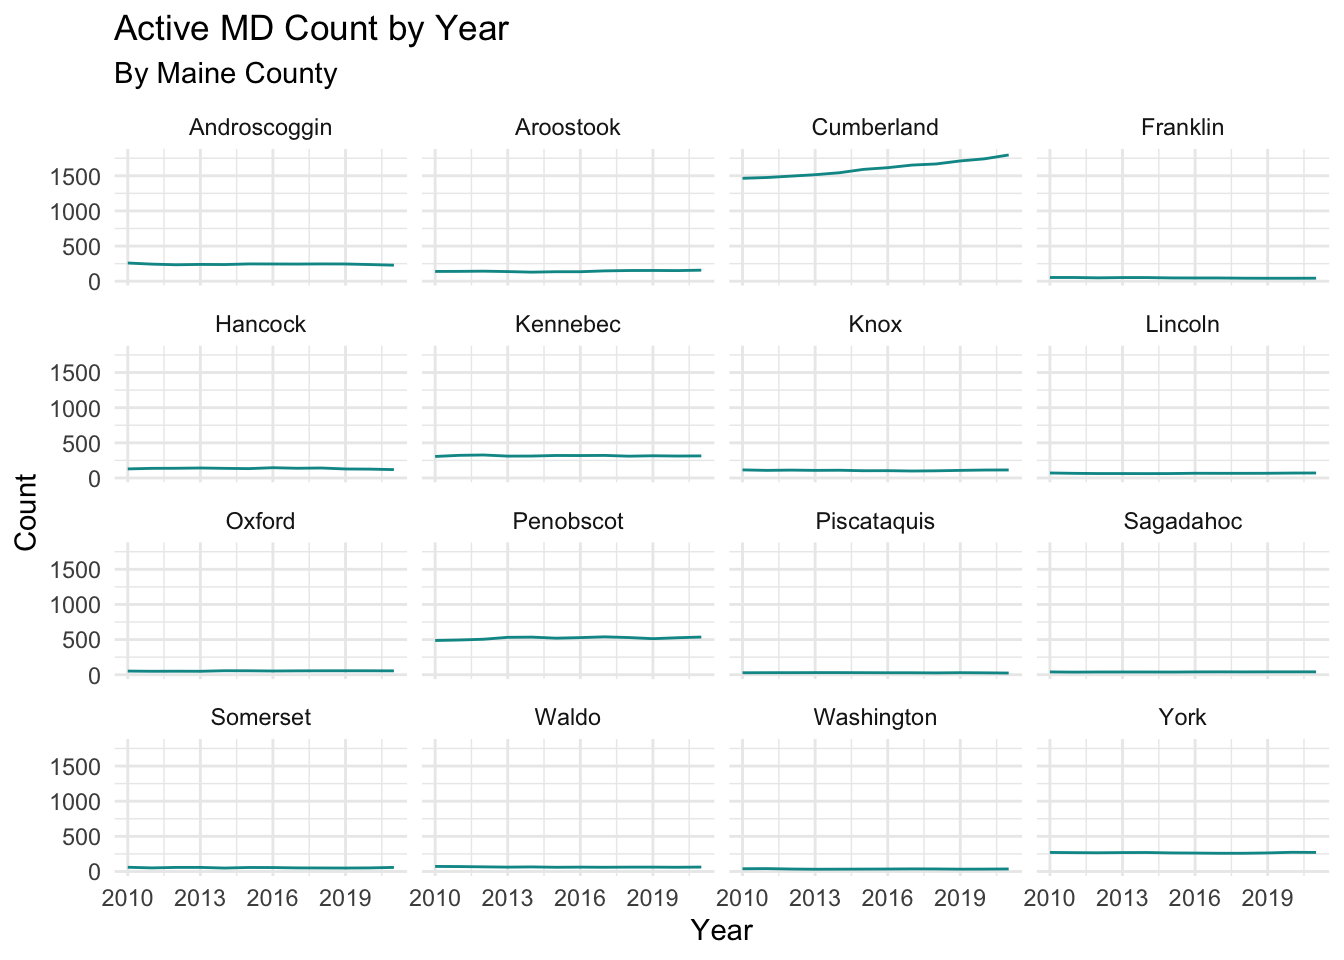 Active MD Count by Year
By Maine County
Androscoggin Aroostook Cumberland Franklin
1500
1000
500
0
Hancock Kennebec Knox Lincoln
1500
1000
500
0
Oxford Penobscot Piscataquis Sagadahoc
1500
1000
500
0
Somerset Waldo Washington York
1500
1000
500
0
2010 2013 2016 2019 2010 2013 2016 2019 2010 2013 2016 2019 2010 2013 2016 2019
Year
Count